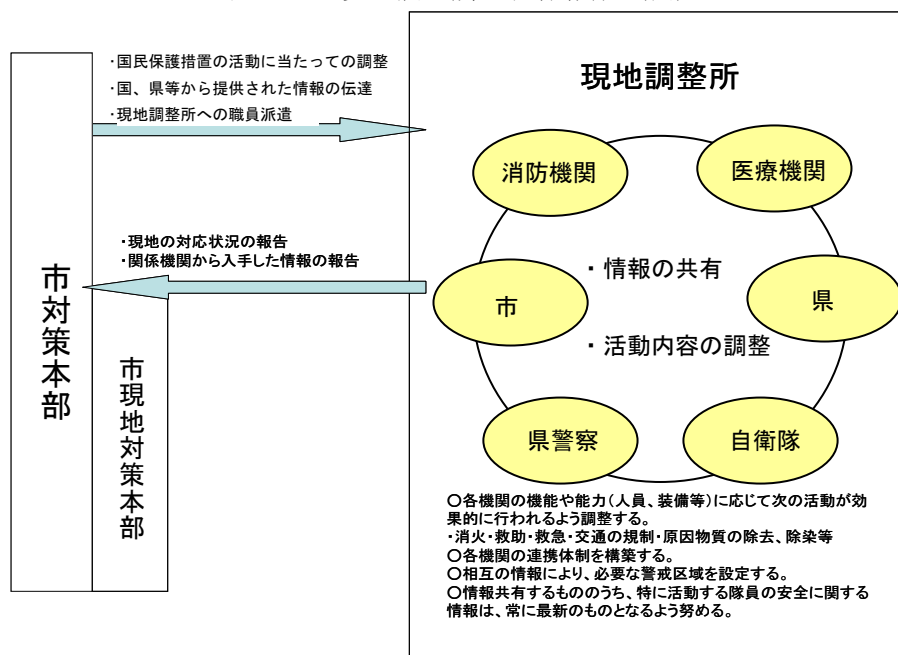 ・国民保護措置の活動に当たっての調整
・国、県等から提供された情報の伝達
・現地調整所への職員派遣
・現地の対応状況の報告
・関係機関から入手した情報の報告
市対策本部
市現地対策本部
現地調整所
消防機関
医療機関
・情報の共有
市
県
・活動内容の調整
県警察
自衛隊
○各機関の機能や能力（人員、装備等）に応じて次の活動が効
果的に行われるよう調整する。
・消火・救助・救急・交通の規制・原因物質の除去、除染等
○各機関の連携体制を構築する。
○相互の情報により、必要な警戒区域を設定する。
○情報共有するもののうち、特に活動する隊員の安全に関する
情報は、常に最新のものとなるよう努める。